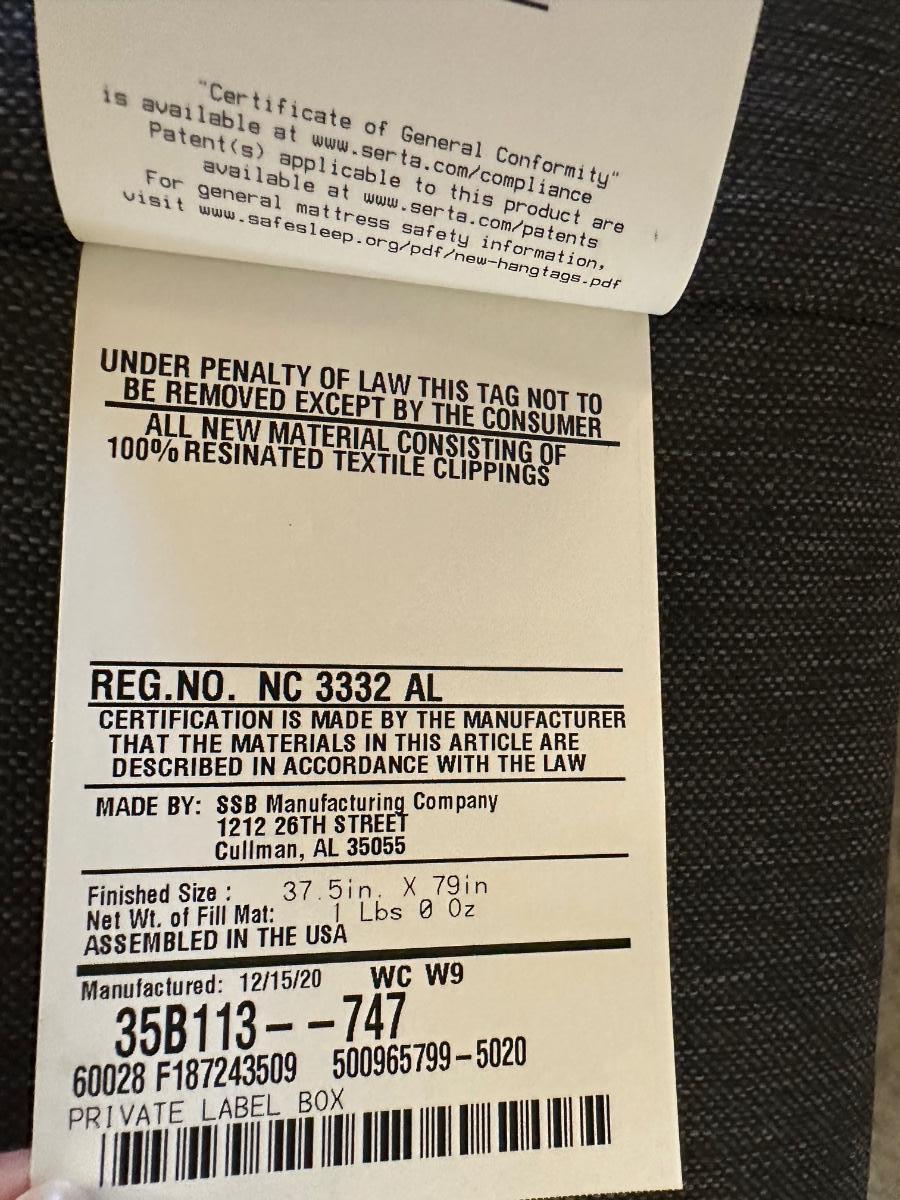 "Certificate of General Conformity"
is available at www.serta.com/compliance
Patent(s) applicable to this product are
available at www.serta.com/patents
For general mattress safety information,
visit www.safesleep.org/pdf/new-hangtags.pdf
UNDER PENALTY OF LAW THIS TAG NOT TO
BE REMOVED EXCEPT BY THE CONSUMER
ALL NEW MATERIAL CONSISTING OF
100% RESINATED TEXTILE CLIPPINGS
REG.NO. NC 3332 AL
CERTIFICATION IS MADE BY THE MANUFACTURER
THAT THE MATERIALS IN THIS ARTICLE ARE
DESCRIBED IN ACCORDANCE WITH THE LAW
MADE BY: SSB Manufacturing Company
1212 26TH STREET
Cullman, AL 35055
Finished Size : 37.5in. X 79in
Net Wt. of Fill Mat: 1 Lbs 0 Oz
ASSEMBLED IN THE USA
Manufactured: 12/15/20 WC W9
35B113- -747
60028 F187243509 500965799-5020
PRIVATE LABEL BOX